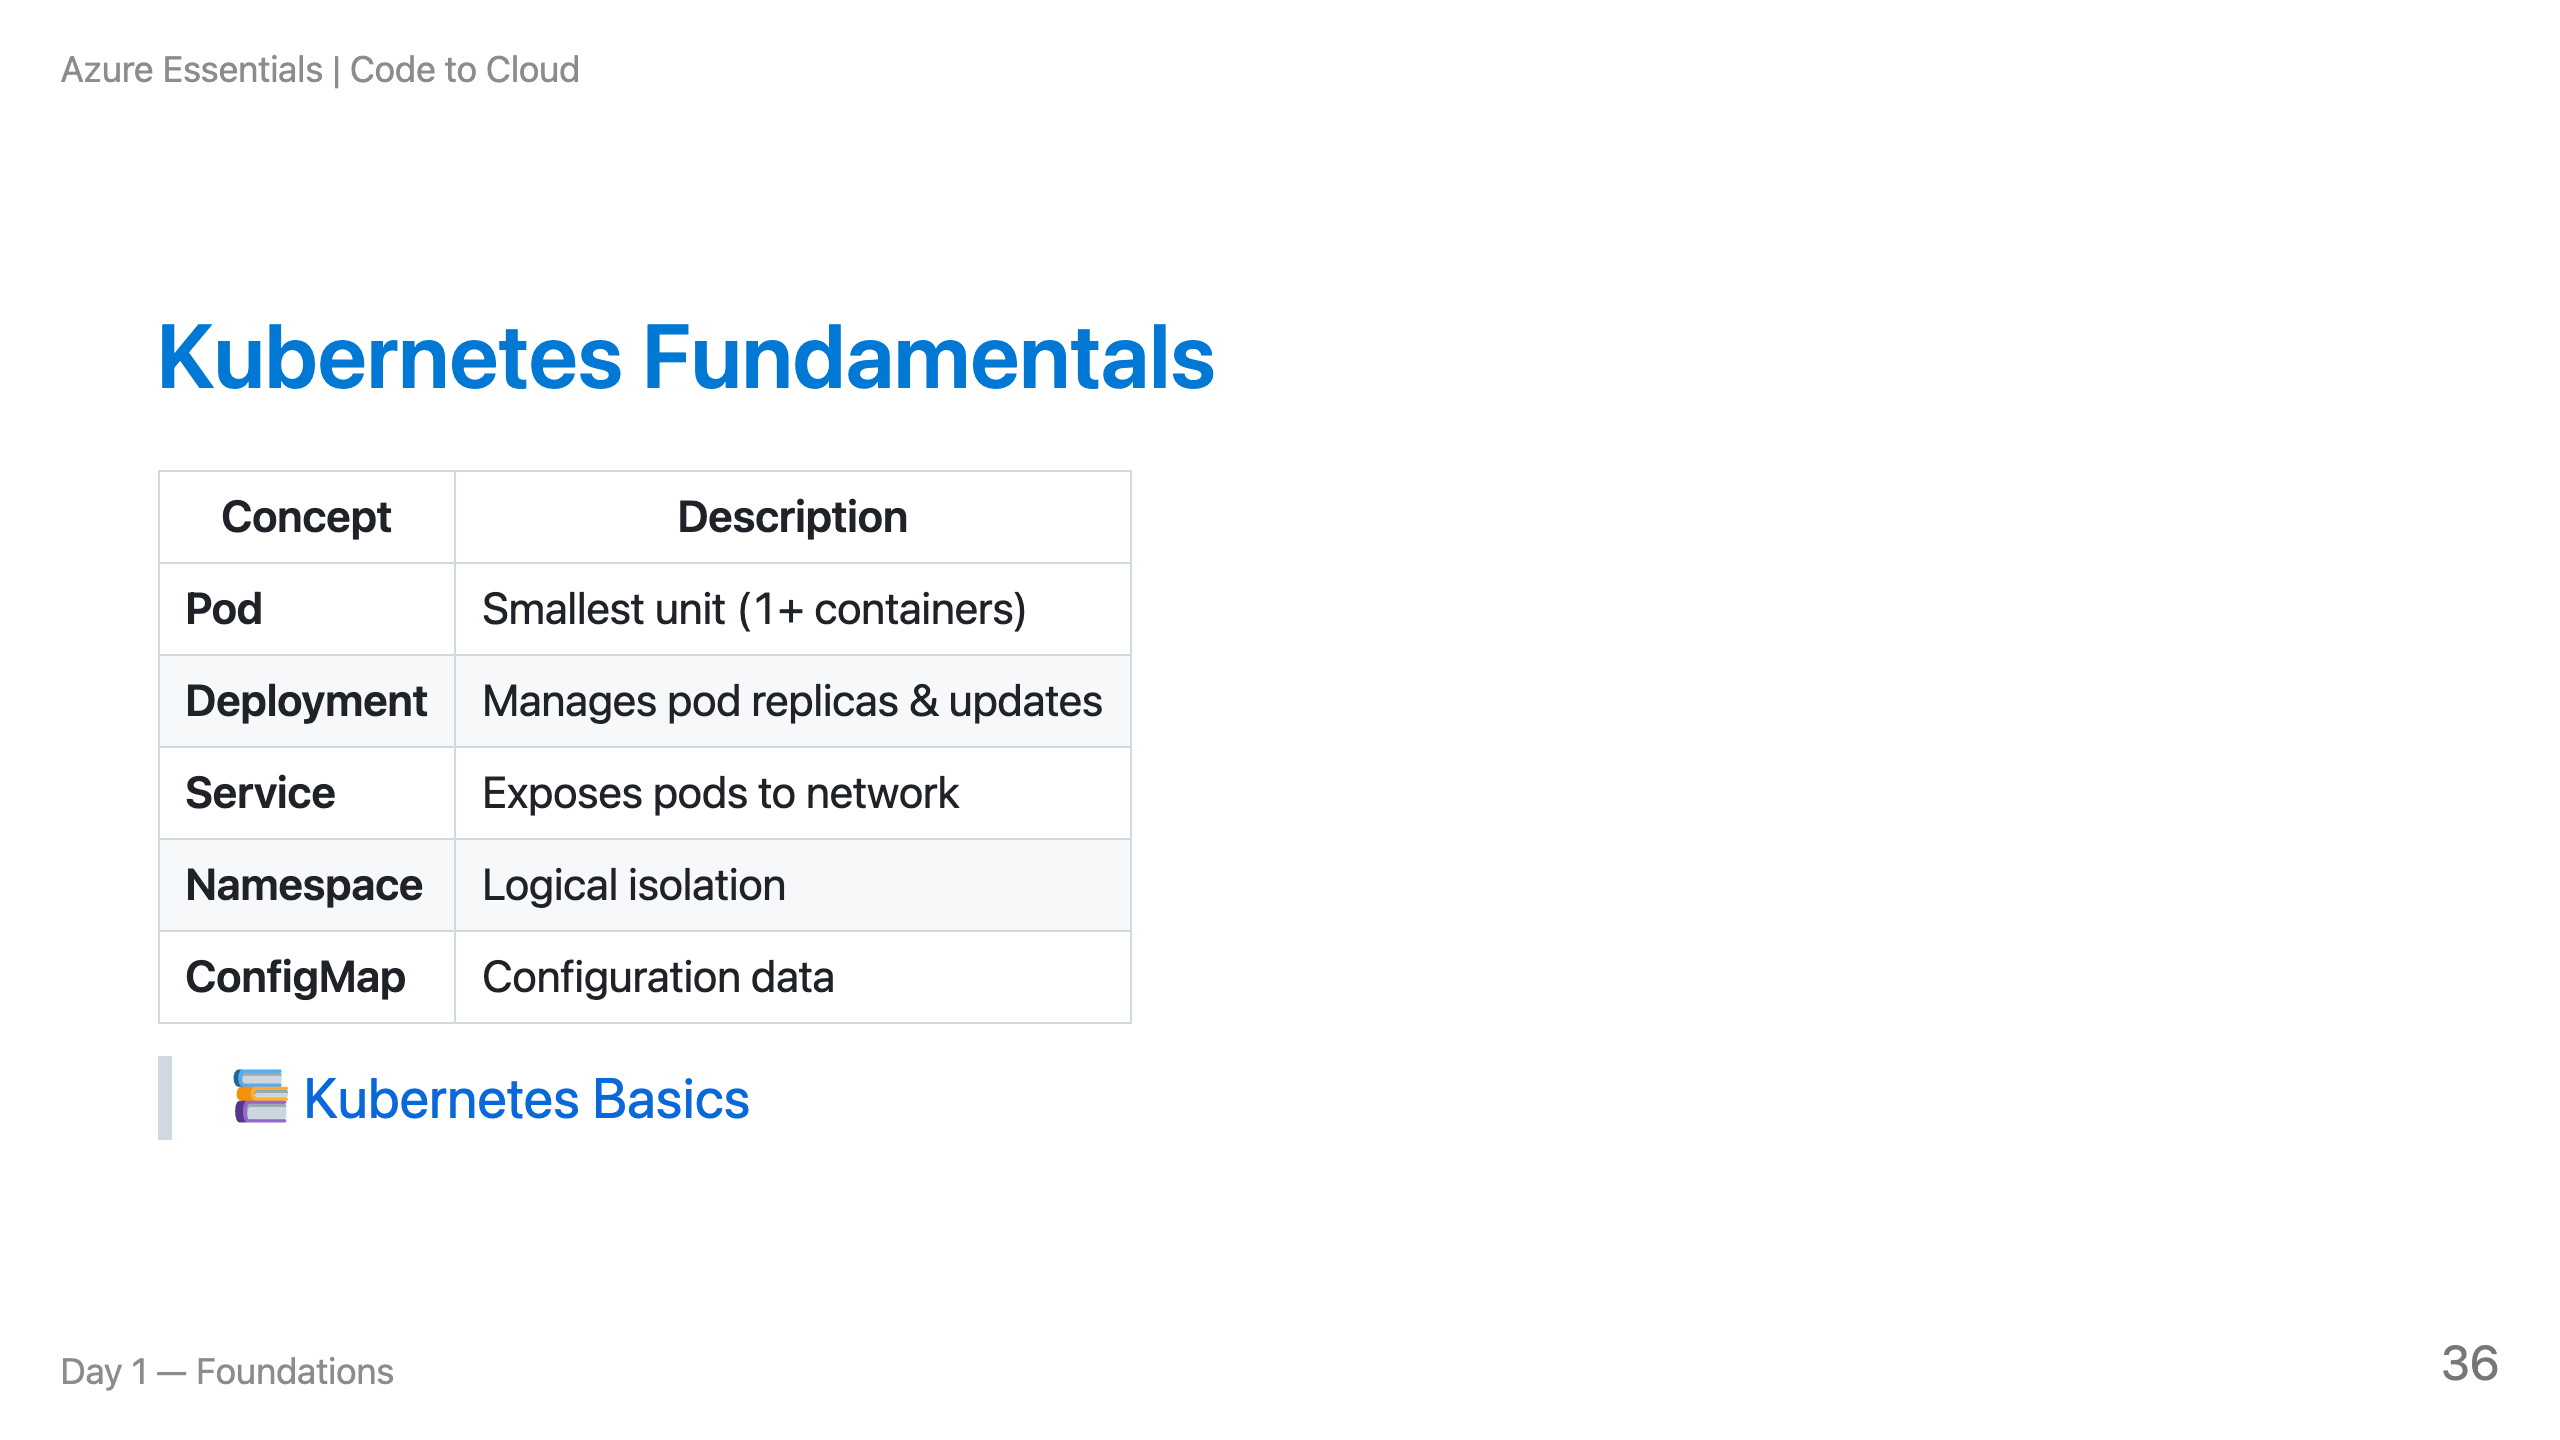 Azure Essentials | Code to Cloud
Kubernetes Fundamentals
Concept Description
Pod Smallest unit (1+ containers)
Deployment Manages pod replicas & updates
Service Exposes pods to network
Namespace Logical isolation
ConfigMap Configuration data
📚 Kubernetes Basics
Day 1 — Foundations
36